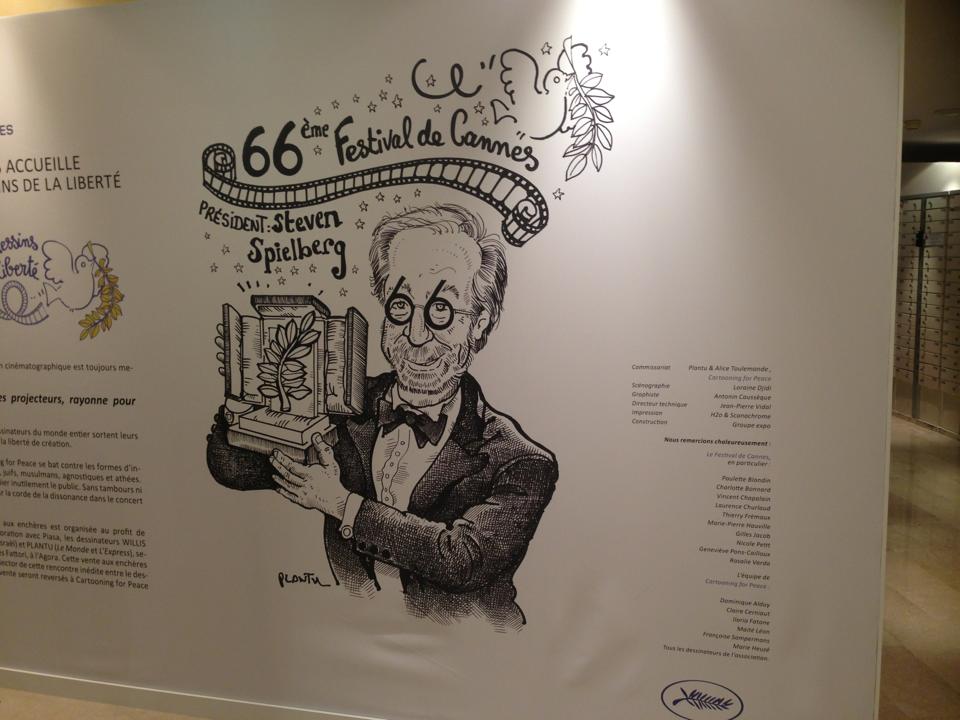 ES
ACCUEILLE
NS DE LA LIBERTÉ
essins
iberté
n cinématographique est toujours me-
es projecteurs, rayonne pour
ssinateurs du monde entier sortent leurs
la liberté de création.
g for Peace se bat contre les formes d'in-
, juifs, musulmans, agnostiques et athées.
ier inutilement le public. Sans tambours ni
r la corde de la dissonance dans le concert
aux enchères est organisée au profit de
oration avec Piasa, les dessinateurs WILLIS
sraël) et PLANTU (Le Monde et L'Express), se-
s Fattori, à l'Agora. Cette vente aux enchères
jector de cette rencontre inédite entre le des-
vente seront reversés à Cartooning for Peace
66ème Festival de Cannes
PRÉSIDENT: Steven
Spielberg
66
PLANTU
Commissariat Plantu & Alice Toulemonde,
Cartooning for Peace
Scénographie Loraine Djidi
Graphiste Antonin Caussèque
Directeur technique Jean-Pierre Vidal
Impression H2o & Scanachrome
Construction Groupe expo
Nous remercions chaleureusement :
Le Festival de Cannes,
en particulier :
Paulette Blondin
Charlotte Bonnard
Vincent Chapalain
Laurence Churlaud
Thierry Frémaux
Marie-Pierre Hauville
Gilles Jacob
Nicole Petit
Geneviève Pons-Cailloux
Rosalie Varda
L'équipe de
Cartooning for Peace :
Dominique Alduy
Claire Cerniaut
Ilaria Fatone
Maïté Léon
Françoise Sampermans
Marie Heuzé
Tous les dessinateurs de l'association.